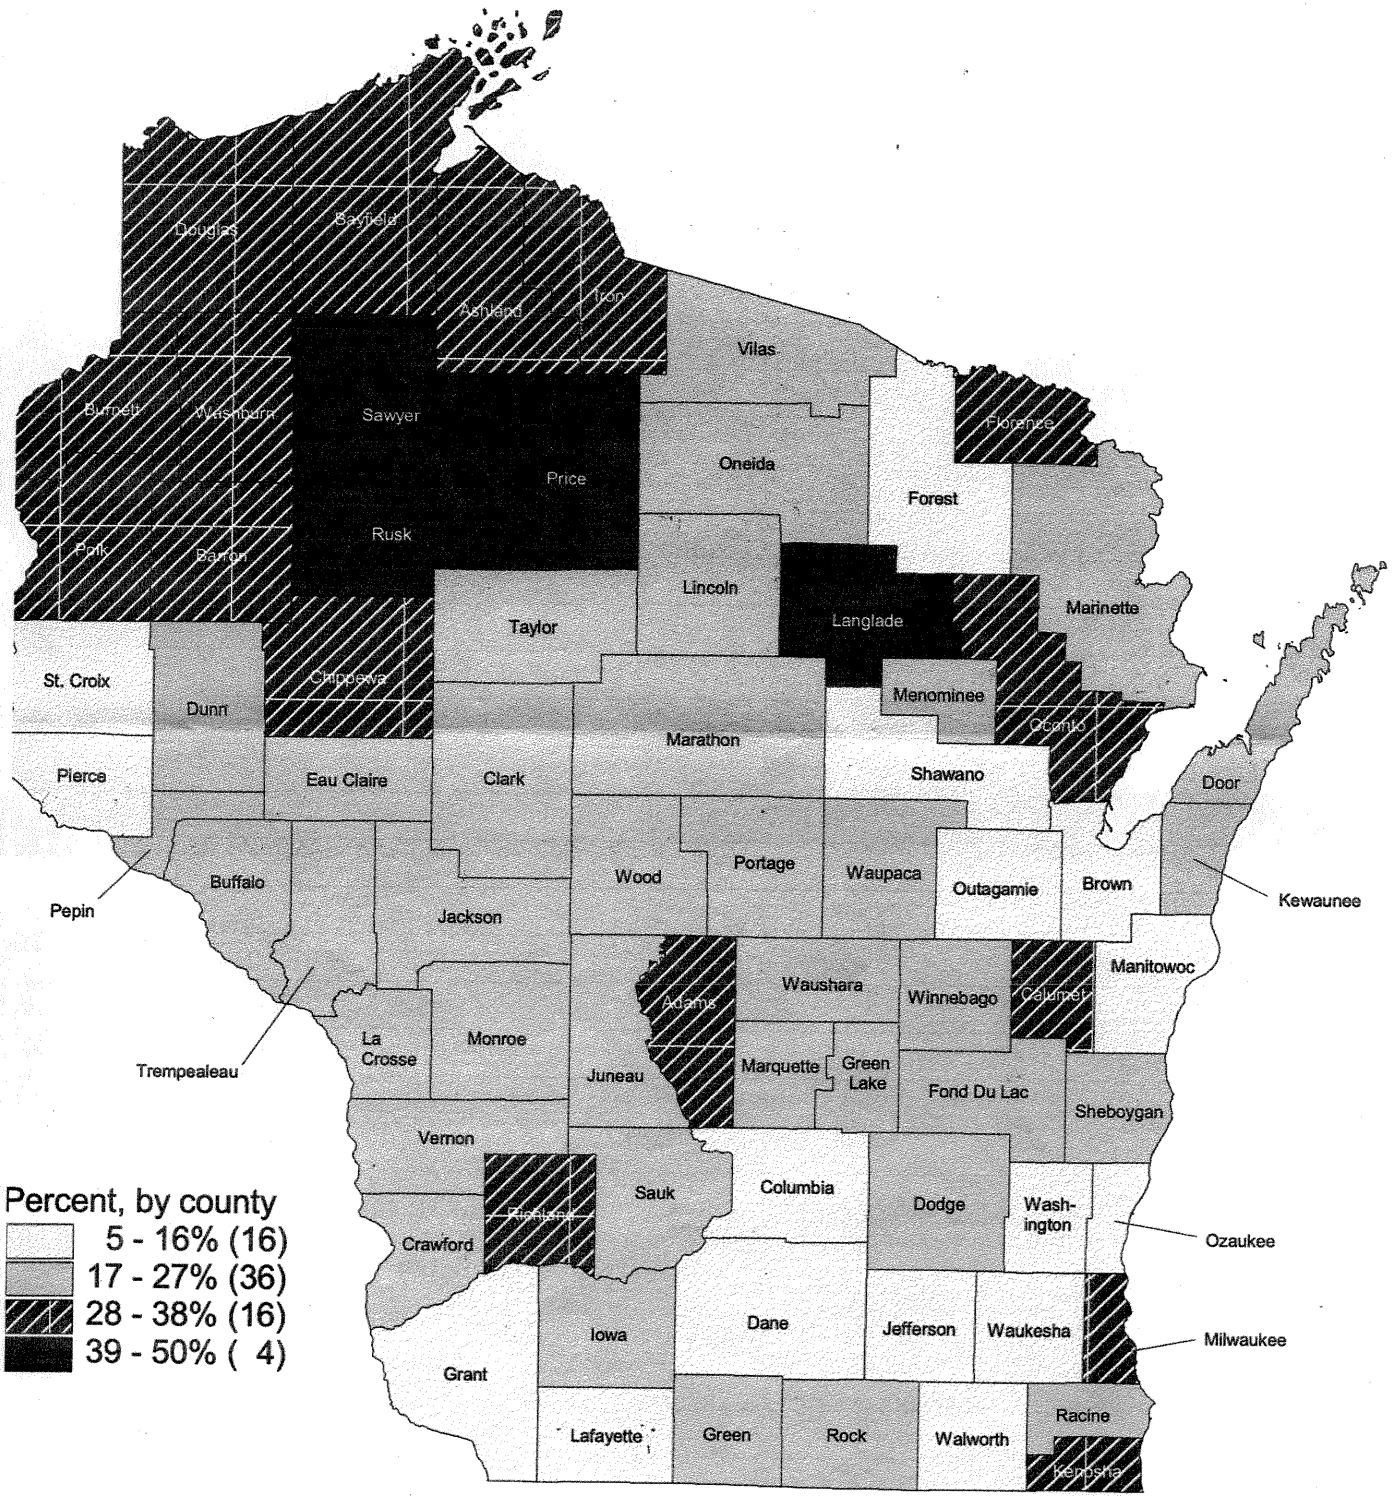 Douglas
Bayfield
Ashland
Iron
Vilas
Burnett
Washburn
Sawyer
Florence
Price
Oneida
Forest
Rusk
Polk
Barron
Lincoln
Langlade
Marinette
Taylor
Chippewa
St. Croix
Dunn
Menominee
Oconto
Marathon
Pierce
Eau Claire
Clark
Shawano
Door
Wood
Portage
Waupaca
Outagamie
Brown
Buffalo
Pepin
Kewaunee
Jackson
Manitowoc
Adams
Waushara
Winnebago
Calumet
Trempealeau
La
Crosse
Monroe
Juneau
Marquette
Green
Lake
Fond Du Lac
Sheboygan
Vernon
Richland
Sauk
Columbia
Dodge
Wash-
ington
Ozaukee
Crawford
Percent, by county
5 - 16% (16)
17 - 27% (36)
28 - 38% (16)
39 - 50% ( 4)
Iowa
Dane
Jefferson
Waukesha
Milwaukee
Grant
Lafayette
Green
Rock
Walworth
Racine
Kenosha